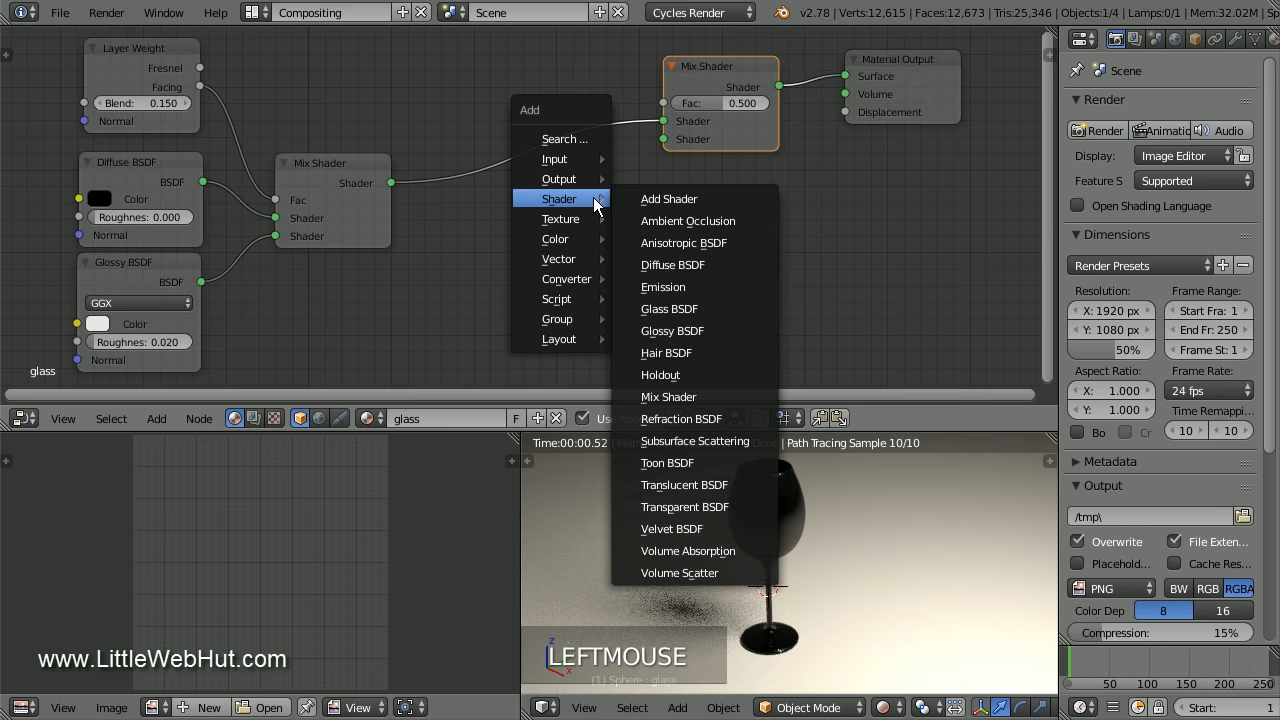 File Render Window Help Compositing Scene Cycles Render v2.78 | Verts:12,615 | Faces:12,673 | Tris:25,346 | Objects:1/4 | Lamps:0/1 | Mem:32.02M |
Layer Weight
Fresnel
Facing
Blend: 0.150
Normal
Diffuse BSDF
BSDF
Color
Roughnes: 0.000
Normal
Glossy BSDF
BSDF
GGX
Color
Roughnes: 0.020
Normal
Mix Shader
Shader
Fac
Shader
Shader
Mix Shader
Shader
Fac: 0.500
Shader
Shader
Material Output
Surface
Volume
Displacement
glass
Add
Search ...
Input
Output
Shader
Texture
Color
Vector
Converter
Script
Group
Layout
Add Shader
Ambient Occlusion
Anisotropic BSDF
Diffuse BSDF
Emission
Glass BSDF
Glossy BSDF
Hair BSDF
Holdout
Mix Shader
Refraction BSDF
Subsurface Scattering
Toon BSDF
Translucent BSDF
Transparent BSDF
Velvet BSDF
Volume Absorption
Volume Scatter
View Select Add Node glass F
Time:00:00.52 | | Path Tracing Sample 10/10
www.LittleWebHut.com
LEFTMOUSE
(1) Sphere : glass
View Image New Open View
View Select Add Object Object Mode
Scene
Render
Render Animatic Audio
Display: Image Editor
Feature S Supported
Open Shading Language
Dimensions
Render Presets
Resolution: Frame Range:
X: 1920 px Start Fra: 1
Y: 1080 px End Fr: 250
50% Frame St: 1
Aspect Ratio: Frame Rate:
X: 1.000 24 fps
Y: 1.000 Time Remappi...
Bo Cr 10 10
Metadata
Output
/tmp\
Overwrite File Exten...
Placehold... Cache Res...
PNG BW RGB RGBA
Color Dep 8 16
Compression: 15%
50 100 150 200 250
Start: 1